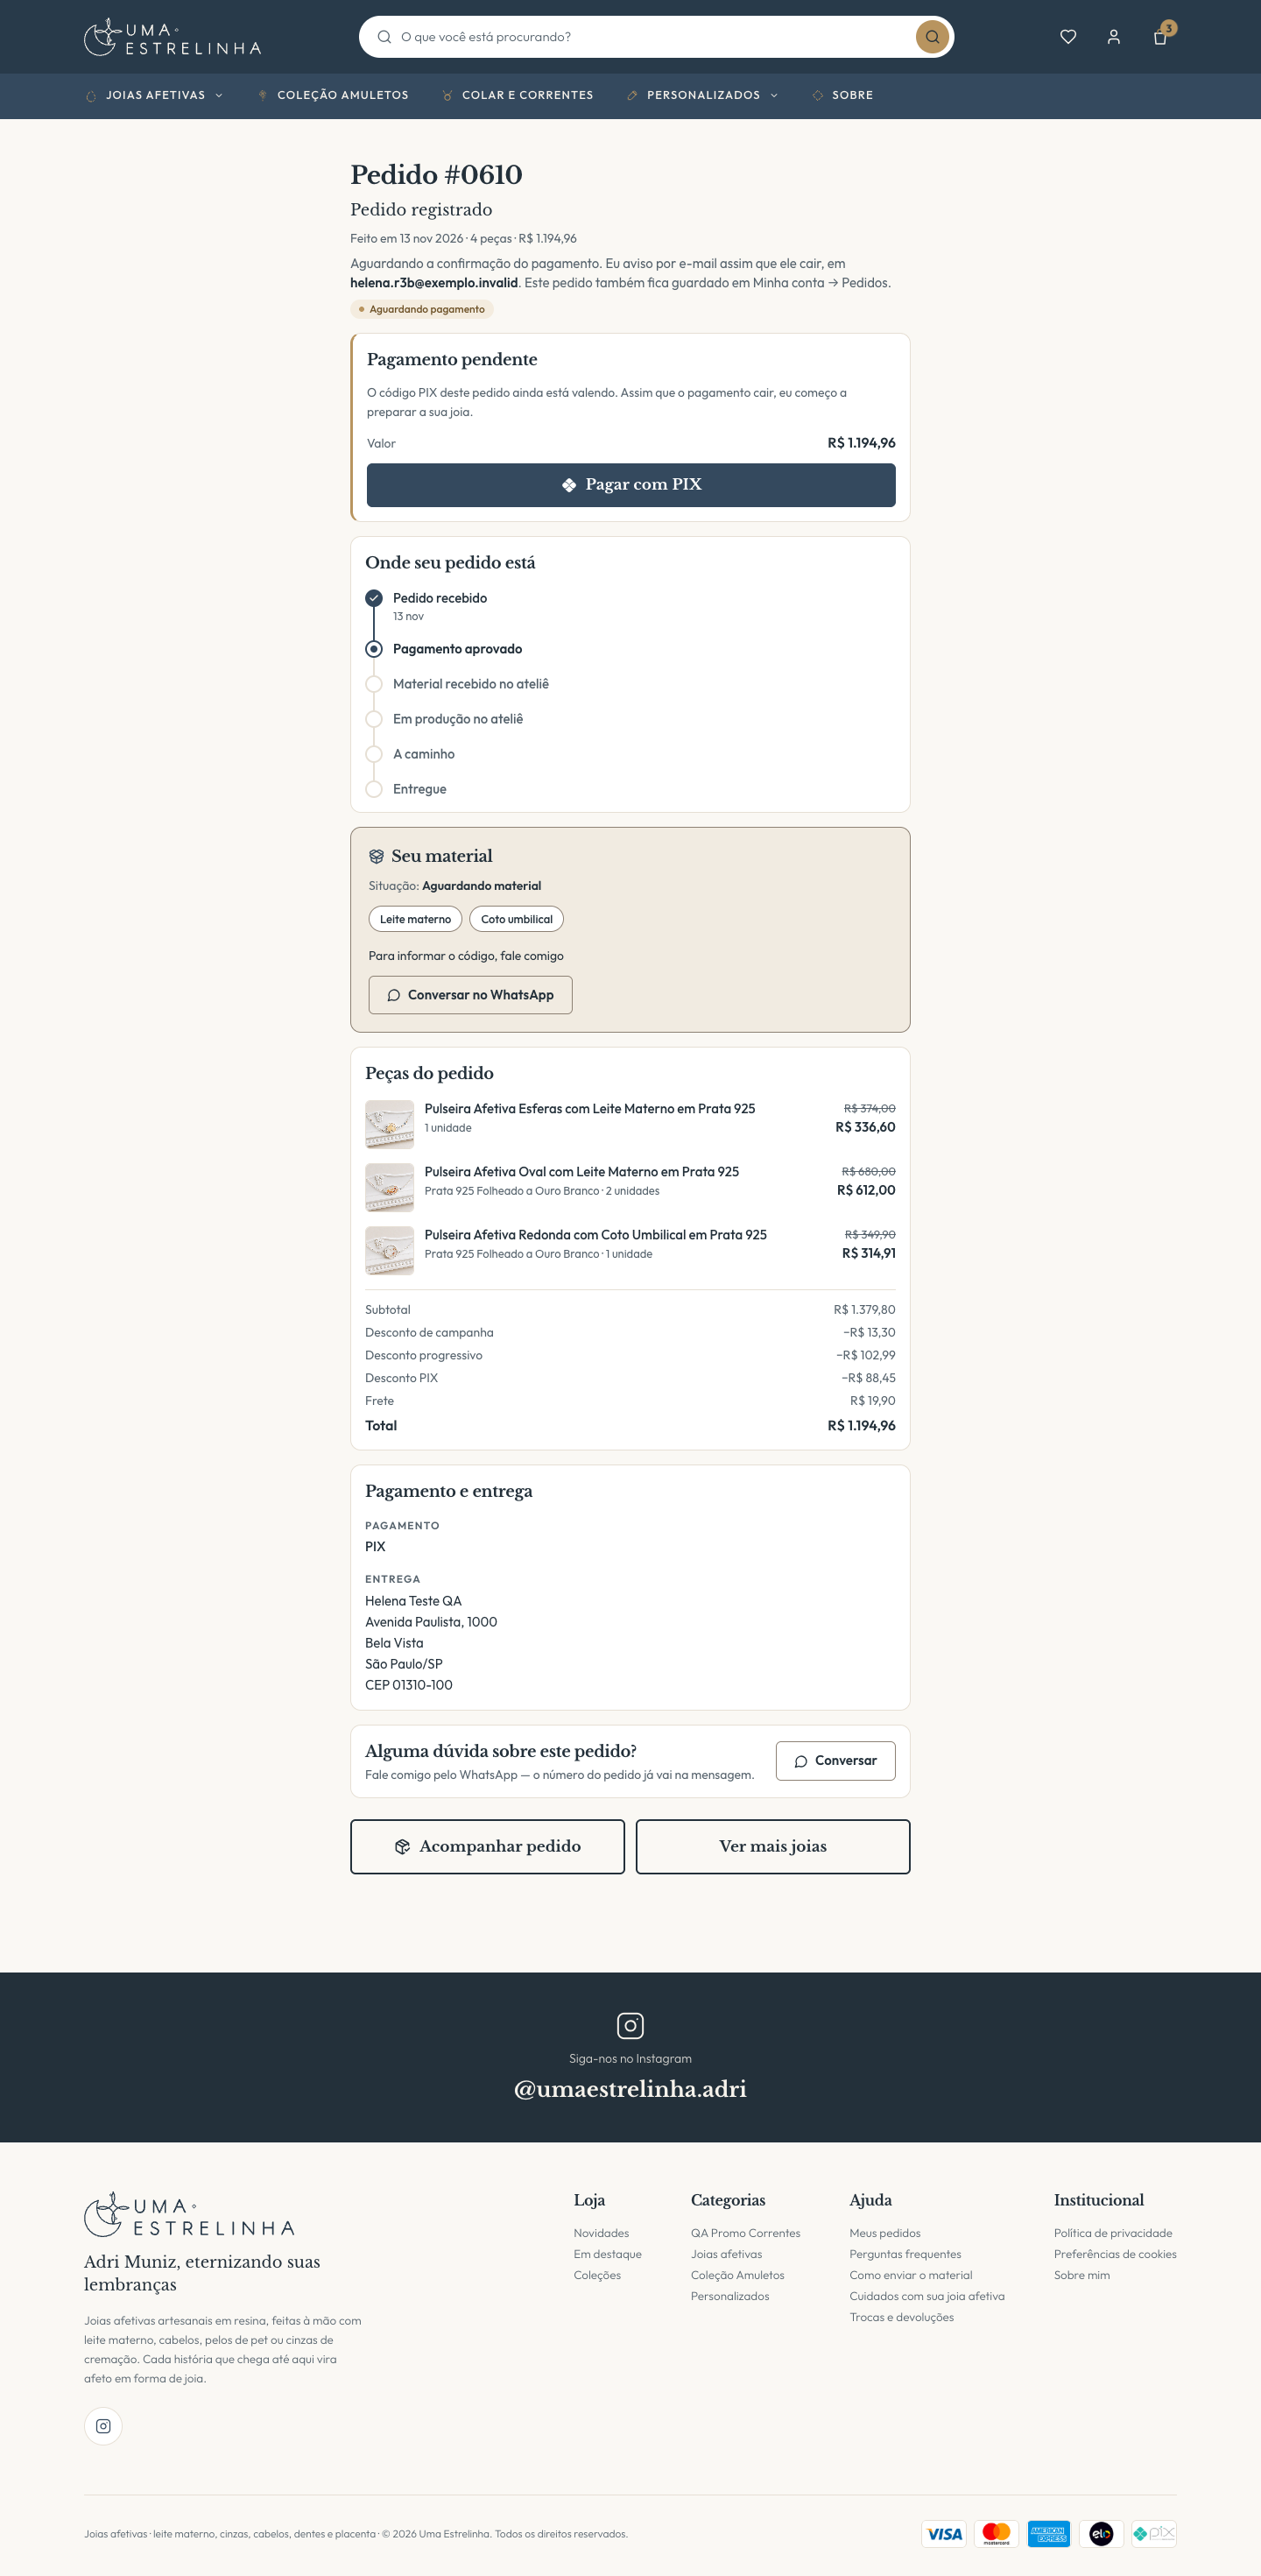 UMA
ESTRELINHA
O que você está procurando?
3
JOIAS AFETIVAS
COLEÇÃO AMULETOS
COLAR E CORRENTES
PERSONALIZADOS
SOBRE
Pedido #0610
Pedido registrado
Feito em 13 nov 2026 · 4 peças · R$ 1.194,96
Aguardando a confirmação do pagamento. Eu aviso por e-mail assim que ele cair, em
helena.r3b@exemplo.invalid. Este pedido também fica guardado em Minha conta → Pedidos.
Aguardando pagamento
Pagamento pendente
O código PIX deste pedido ainda está valendo. Assim que o pagamento cair, eu começo a
preparar a sua joia.
Valor
R$ 1.194,96
Pagar com PIX
Onde seu pedido está
Pedido recebido
13 nov
Pagamento aprovado
Material recebido no ateliê
Em produção no ateliê
A caminho
Entregue
Seu material
Situação: Aguardando material
Leite materno
Coto umbilical
Para informar o código, fale comigo
Conversar no WhatsApp
Peças do pedido
Pulseira Afetiva Esferas com Leite Materno em Prata 925
R$ 374,00
1 unidade
R$ 336,60
Pulseira Afetiva Oval com Leite Materno em Prata 925
R$ 680,00
Prata 925 Folheado a Ouro Branco · 2 unidades
R$ 612,00
Pulseira Afetiva Redonda com Coto Umbilical em Prata 925
R$ 349,90
Prata 925 Folheado a Ouro Branco · 1 unidade
R$ 314,91
Subtotal
R$ 1.379,80
Desconto de campanha
−R$ 13,30
Desconto progressivo
−R$ 102,99
Desconto PIX
−R$ 88,45
Frete
R$ 19,90
Total
R$ 1.194,96
Pagamento e entrega
PAGAMENTO
PIX
ENTREGA
Helena Teste QA
Avenida Paulista, 1000
Bela Vista
São Paulo/SP
CEP 01310-100
Alguma dúvida sobre este pedido?
Fale comigo pelo WhatsApp — o número do pedido já vai na mensagem.
Conversar
Acompanhar pedido
Ver mais joias
Siga-nos no Instagram
@umaestrelinha.adri
UMA
ESTRELINHA
Adri Muniz, eternizando suas
lembranças
Joias afetivas artesanais em resina, feitas à mão com
leite materno, cabelos, pelos de pet ou cinzas de
cremação. Cada história que chega até aqui vira
afeto em forma de joia.
Loja
Novidades
Em destaque
Coleções
Categorias
QA Promo Correntes
Joias afetivas
Coleção Amuletos
Personalizados
Ajuda
Meus pedidos
Perguntas frequentes
Como enviar o material
Cuidados com sua joia afetiva
Trocas e devoluções
Institucional
Política de privacidade
Preferências de cookies
Sobre mim
Joias afetivas · leite materno, cinzas, cabelos, dentes e placenta · © 2026 Uma Estrelinha. Todos os direitos reservados.
VISA
mastercard
AMERICAN
EXPRESS
elo
pix